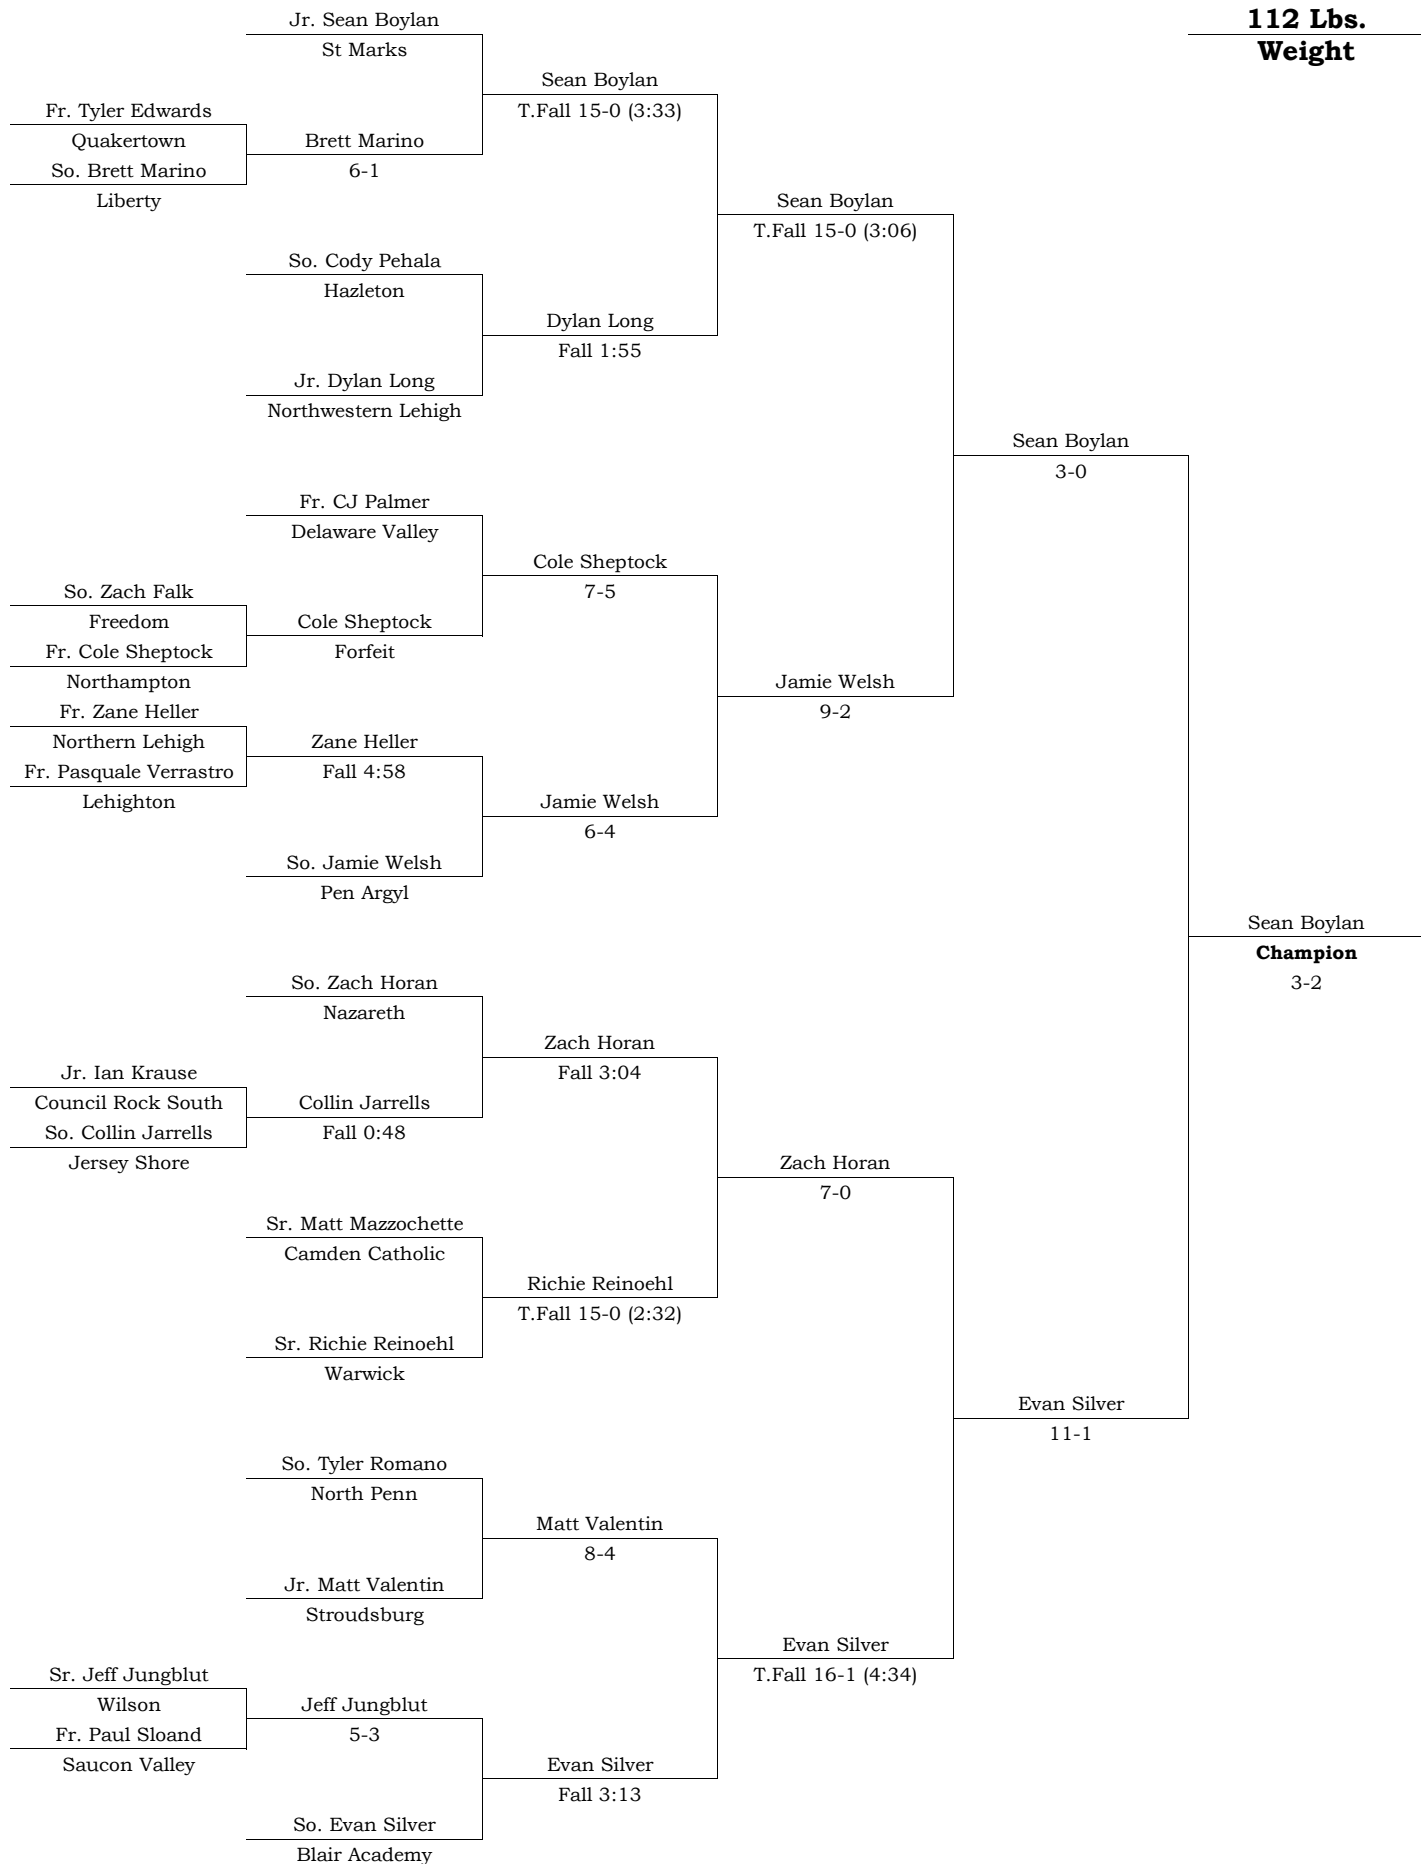 Jr. Sean Boylan
112 Lbs.
St Marks
Weight
Sean Boylan
Fr. Tyler Edwards
T.Fall 15-0 (3:33)
Quakertown
Brett Marino
So. Brett Marino
6-1
Liberty
Sean Boylan
T.Fall 15-0 (3:06)
So. Cody Pehala
Hazleton
Dylan Long
Fall 1:55
Jr. Dylan Long
Northwestern Lehigh
Sean Boylan
3-0
Fr. CJ Palmer
Delaware Valley
Cole Sheptock
So. Zach Falk
7-5
Freedom
Cole Sheptock
Fr. Cole Sheptock
Forfeit
Northampton
Jamie Welsh
Fr. Zane Heller
9-2
Northern Lehigh
Zane Heller
Fr. Pasquale Verrastro
Fall 4:58
Lehighton
Jamie Welsh
6-4
So. Jamie Welsh
Pen Argyl
Sean Boylan
Champion
So. Zach Horan
3-2
Nazareth
Zach Horan
Jr. Ian Krause
Fall 3:04
Council Rock South
Collin Jarrells
So. Collin Jarrells
Fall 0:48
Jersey Shore
Zach Horan
7-0
Sr. Matt Mazzochette
Camden Catholic
Richie Reinoehl
T.Fall 15-0 (2:32)
Sr. Richie Reinoehl
Warwick
Evan Silver
11-1
So. Tyler Romano
North Penn
Matt Valentin
8-4
Jr. Matt Valentin
Stroudsburg
Evan Silver
Sr. Jeff Jungblut
T.Fall 16-1 (4:34)
Wilson
Jeff Jungblut
Fr. Paul Sloand
5-3
Saucon Valley
Evan Silver
Fall 3:13
So. Evan Silver
Blair Academy